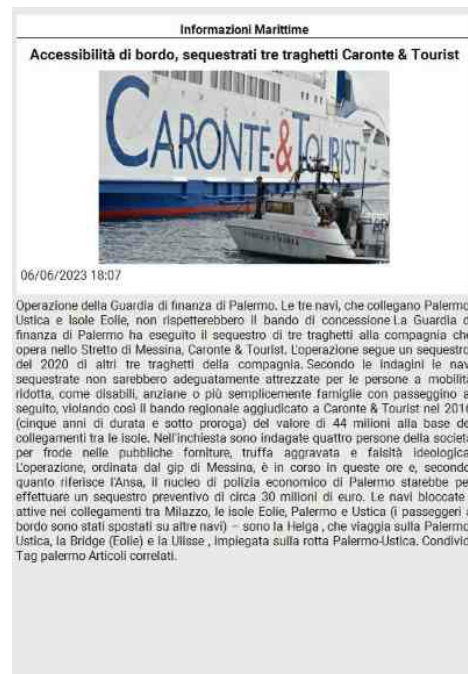 Informazioni Marittime
Accessibilità di bordo, sequestrati tre traghetti Caronte & Tourist
CARONTE & TOURIST
06/06/2023 18:07
Operazione della Guardia di finanza di Palermo. Le tre navi, che collegano Palermo,
Ustica e Isole Eolie, non rispetterebbero il bando di concessione La Guardia d
finanza di Palermo ha eseguito il sequestro di tre traghetti alla compagnia che
opera nello Stretto di Messina, Caronte & Tourist. L'operazione segue un sequestro
del 2020 di altri tre traghetti della compagnia. Secondo le indagini le navi
sequestrate non sarebbero adeguatamente attrezzate per le persone a mobilità
ridotta, come disabili, anziane o più semplicemente famiglie con passeggino a
seguito, violando così il bando regionale aggiudicato a Caronte & Tourist nel 2016
(cinque anni di durata e sotto proroga) del valore di 44 milioni alla base de
collegamenti tra le isole. Nell'inchiesta sono indagate quattro persone della società
per frode nelle pubbliche forniture, truffa aggravata e falsità ideologica.
L'operazione, ordinata dal gip di Messina, è in corso in queste ore e, secondo
quanto riferisce l'Ansa, il nucleo di polizia economico di Palermo starebbe per
effettuare un sequestro preventivo di circa 30 milioni di euro. Le navi bloccate -
attive nei collegamenti tra Milazzo, le isole Eolie, Palermo e Ustica (i passeggeri a
bordo sono stati spostati su altre navi) – sono la Helga , che viaggia sulla Palermo
Ustica, la Bridge (Eolie) e la Ulisse , impiegata sulla rotta Palermo-Ustica. Condivid
Tag palermo Articoli correlati.